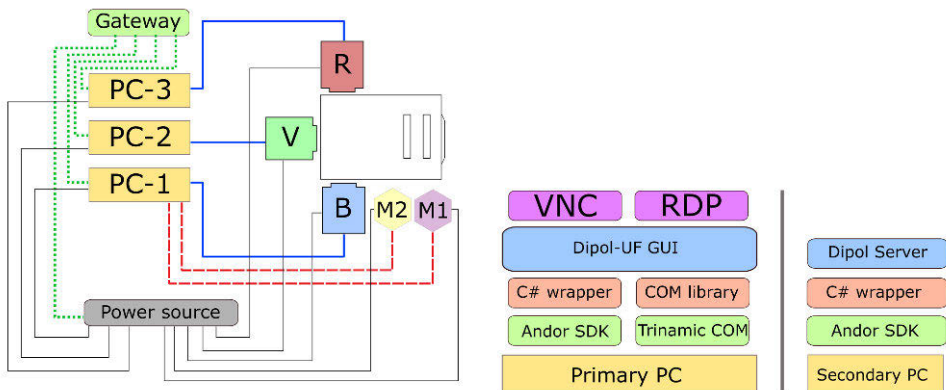 Gateway
R
PC-3
PC-2
V
PC-1
B
M2
M1
Power source
VNC
RDP
Dipol-UF GUI
C# wrapper
COM library
Andor SDK
Trinamic COM
Primary PC
Dipol Server
C# wrapper
Andor SDK
Secondary PC